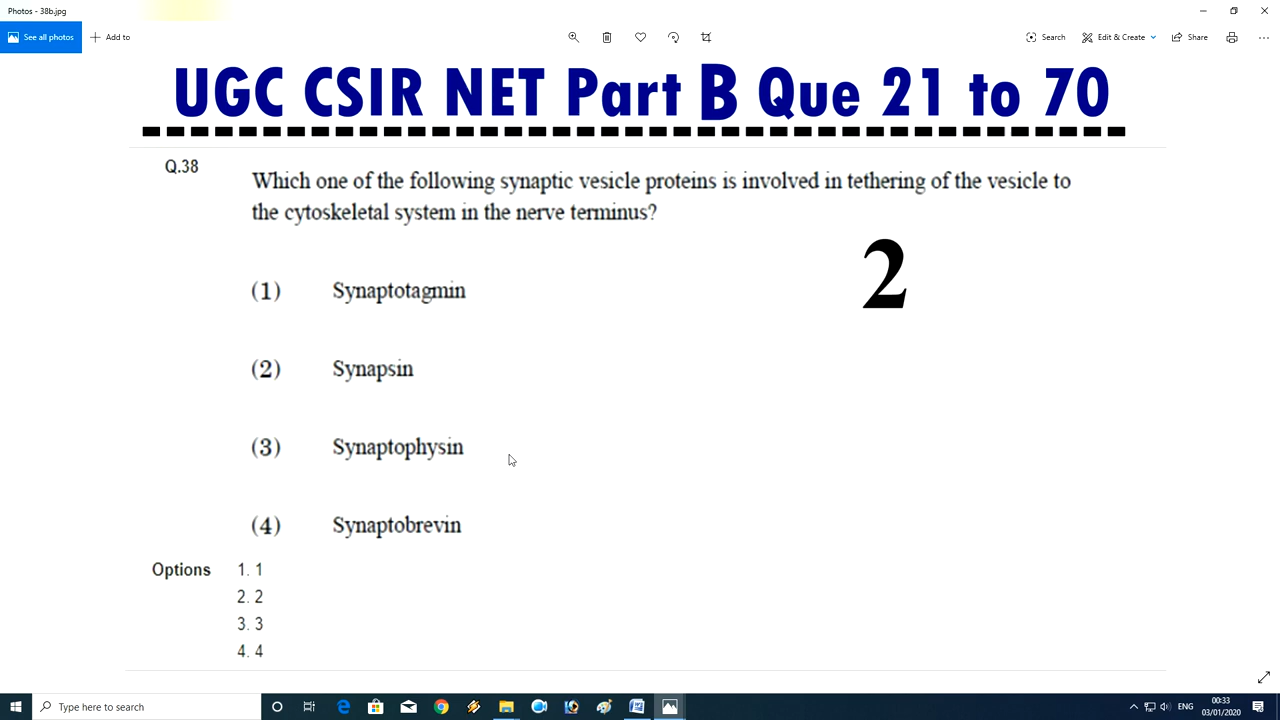 Photos - 38b.jpg
See all photos
Add to
Search
Edit & Create
Share
UGC CSIR NET Part B Que 21 to 70
Q.38
Which one of the following synaptic vesicle proteins is involved in tethering of the vesicle to
the cytoskeletal system in the nerve terminus?
2
(1) Synaptotagmin
(2) Synapsin
(3) Synaptophysin
(4) Synaptobrevin
Options 1. 1
2. 2
3. 3
4. 4
Type here to search
ENG
00:33
03/01/2020